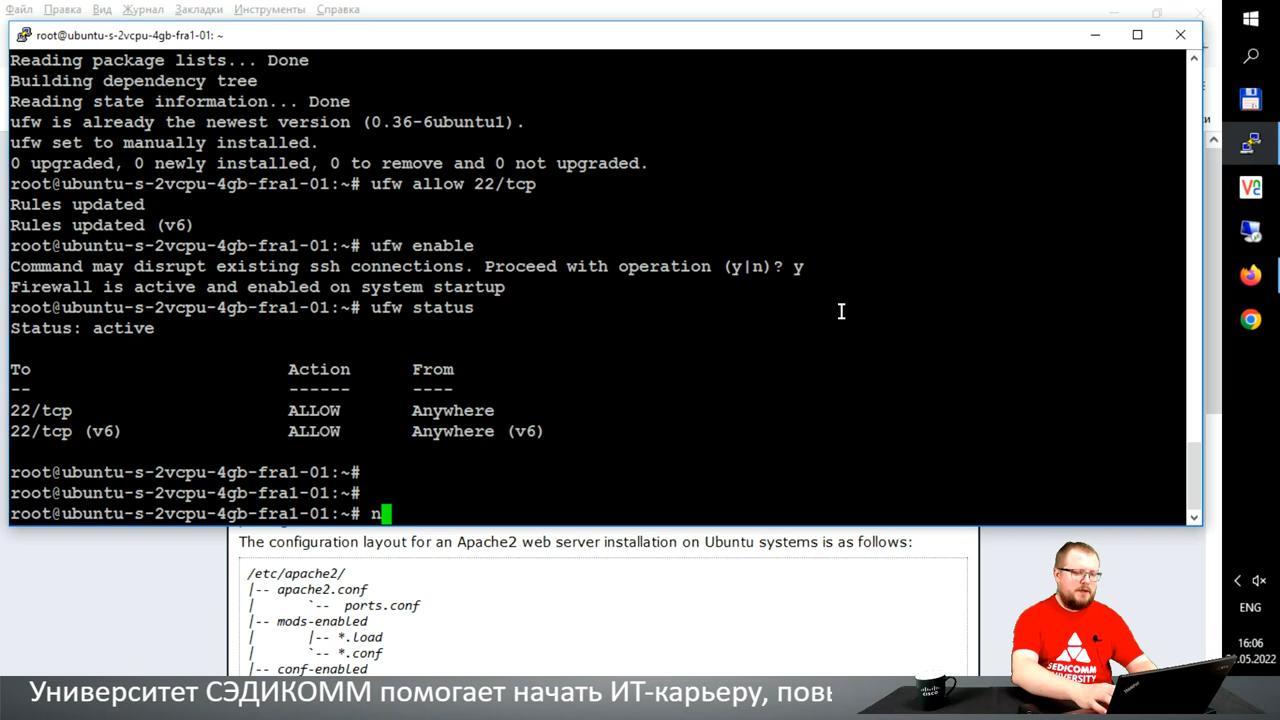 Файл Правка Вид Журнал Закладки Инструменты Справка
root@ubuntu-s-2vcpu-4gb-fra1-01: ~
Reading package lists... Done
Building dependency tree
Reading state information... Done
ufw is already the newest version (0.36-6ubuntu1).
ufw set to manually installed.
0 upgraded, 0 newly installed, 0 to remove and 0 not upgraded.
root@ubuntu-s-2vcpu-4gb-fra1-01:~# ufw allow 22/tcp
Rules updated
Rules updated (v6)
root@ubuntu-s-2vcpu-4gb-fra1-01:~# ufw enable
Command may disrupt existing ssh connections. Proceed with operation (y|n)? y
Firewall is active and enabled on system startup
root@ubuntu-s-2vcpu-4gb-fra1-01:~# ufw status
Status: active
To Action From
-- ------ ----
22/tcp ALLOW Anywhere
22/tcp (v6) ALLOW Anywhere (v6)
root@ubuntu-s-2vcpu-4gb-fra1-01:~#
root@ubuntu-s-2vcpu-4gb-fra1-01:~#
root@ubuntu-s-2vcpu-4gb-fra1-01:~# n
The configuration layout for an Apache2 web server installation on Ubuntu systems is as follows:
/etc/apache2/
|-- apache2.conf
| `-- ports.conf
|-- mods-enabled
| |-- *.load
| `-- *.conf
|-- conf-enabled
ENG
16:06
.05.2022
SEDICOMM
UNIVERSITY
cisco
Университет СЭДИКОММ помогает начать ИТ-карьеру, повы